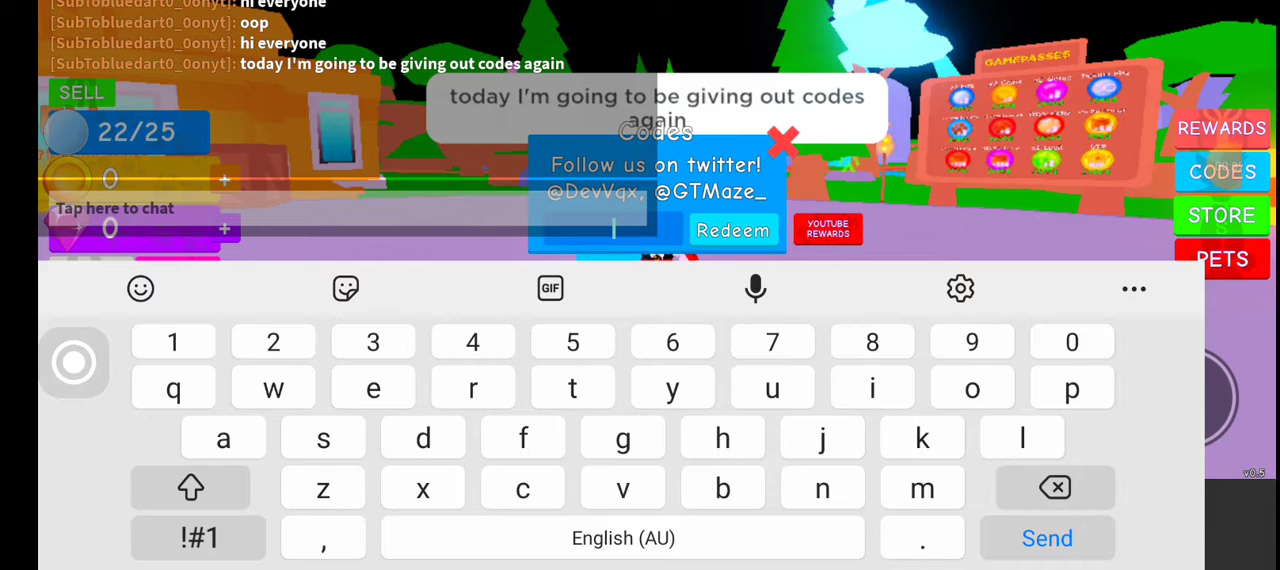 [SubTobluedart0_0onyt]: hi everyone
[SubTobluedart0_0onyt]: oop
[SubTobluedart0_0onyt]: hi everyone
[SubTobluedart0_0onyt]: today I'm going to be giving out codes again
SELL
22/25
0 +
Tap here to chat
0 +
today I'm going to be giving out codes
again
Codes
Follow us on twitter!
@DevVqx, @GTMaze_
Redeem
YOUTUBE
REWARDS
GAMEPASSES
REWARDS
CODES
STORE
PETS
v0.5
GIF
1 2 3 4 5 6 7 8 9 0
q w e r t y u i o p
a s d f g h j k l
z x c v b n m
!#1 , English (AU) . Send